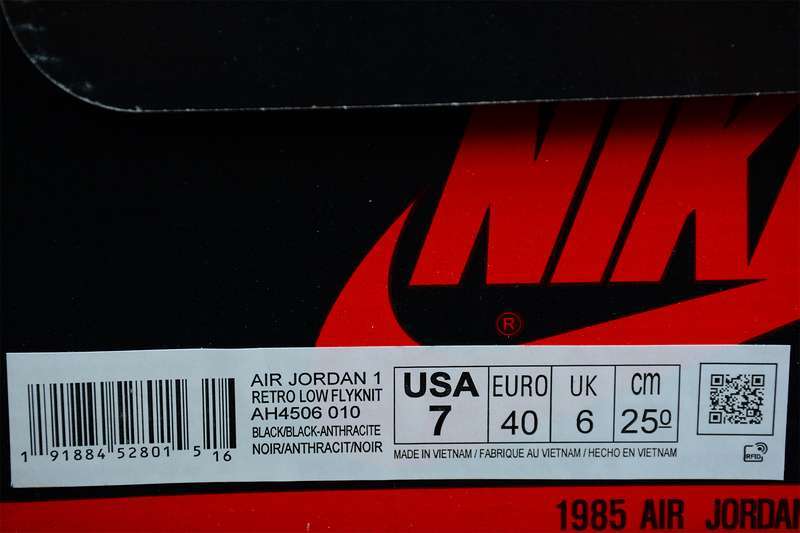 NIK
®
AIR JORDAN 1
RETRO LOW FLYKNIT
AH4506 010
BLACK/BLACK-ANTHRACITE
NOIR/ANTHRACIT/NOIR
1 91884 52801 5 16
USA EURO UK cm
7 40 6 25⁰
MADE IN VIETNAM / FABRIQUE AU VIETNAM / HECHO EN VIETNAM
RFID
1985 AIR JORDAN